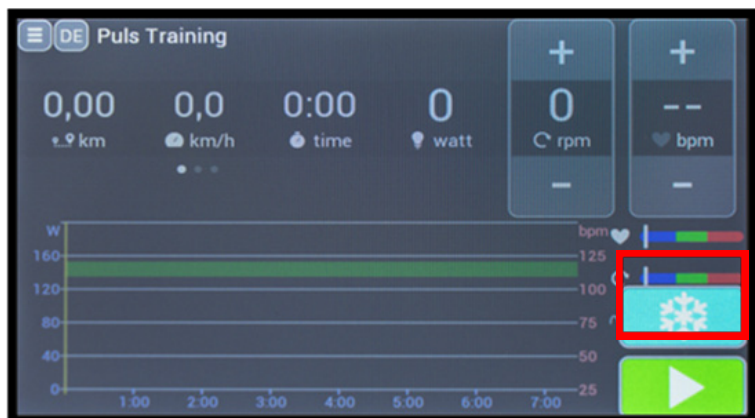 DE Puls Training
0,00 0,0 0:00 0 0 --
km km/h time watt rpm bpm
+ +
- -
W bpm
160 125
120 100
80 75
40 50
0 25
1:00 2:00 3:00 4:00 5:00 6:00 7:00